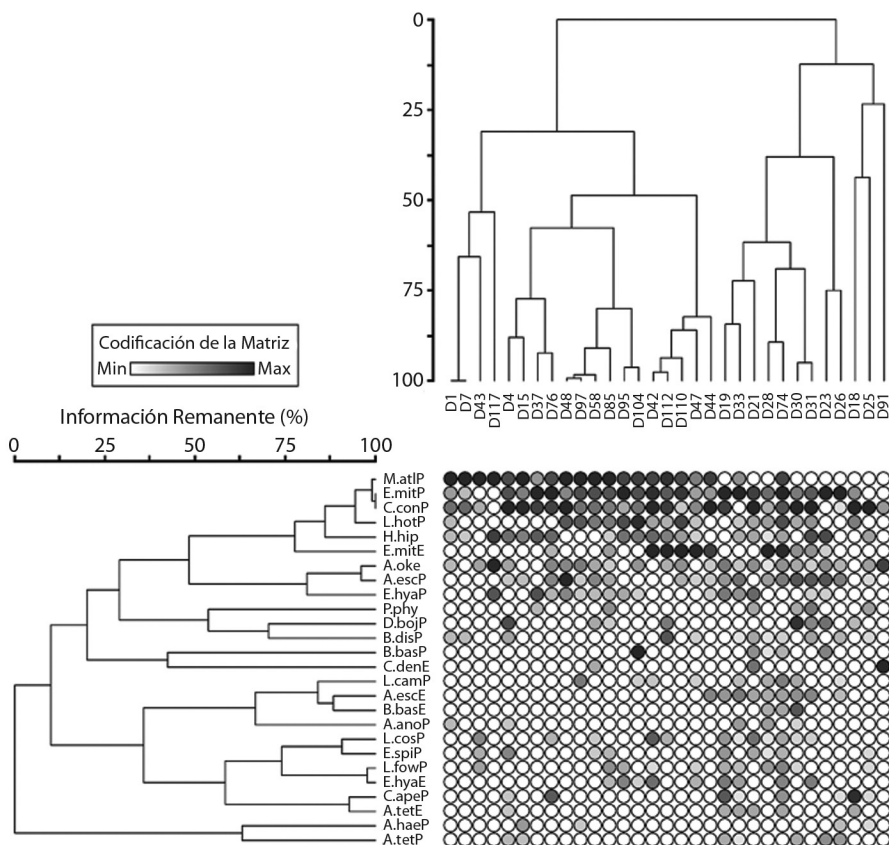 0
25
50
75
100
D1
D7
D43
D117
D4
D15
D37
D76
D48
D97
D58
D85
D95
D104
D42
D112
D110
D47
D44
D19
D33
D21
D28
D74
D30
D31
D23
D26
D18
D25
D91
Codificación de la Matriz
Min Max
Información Remanente (%)
0 25 50 75 100
M.atlP
E.mitP
C.conP
L.hotP
H.hip
E.mitE
A.oke
A.escP
E.hyaP
P.phy
D.bojP
B.disP
B.basP
C.denE
L.camP
A.escE
B.basE
A.anoP
L.cosP
E.spiP
L.fowP
E.hyaE
C.apeP
A.tetE
A.haeP
A.tetP